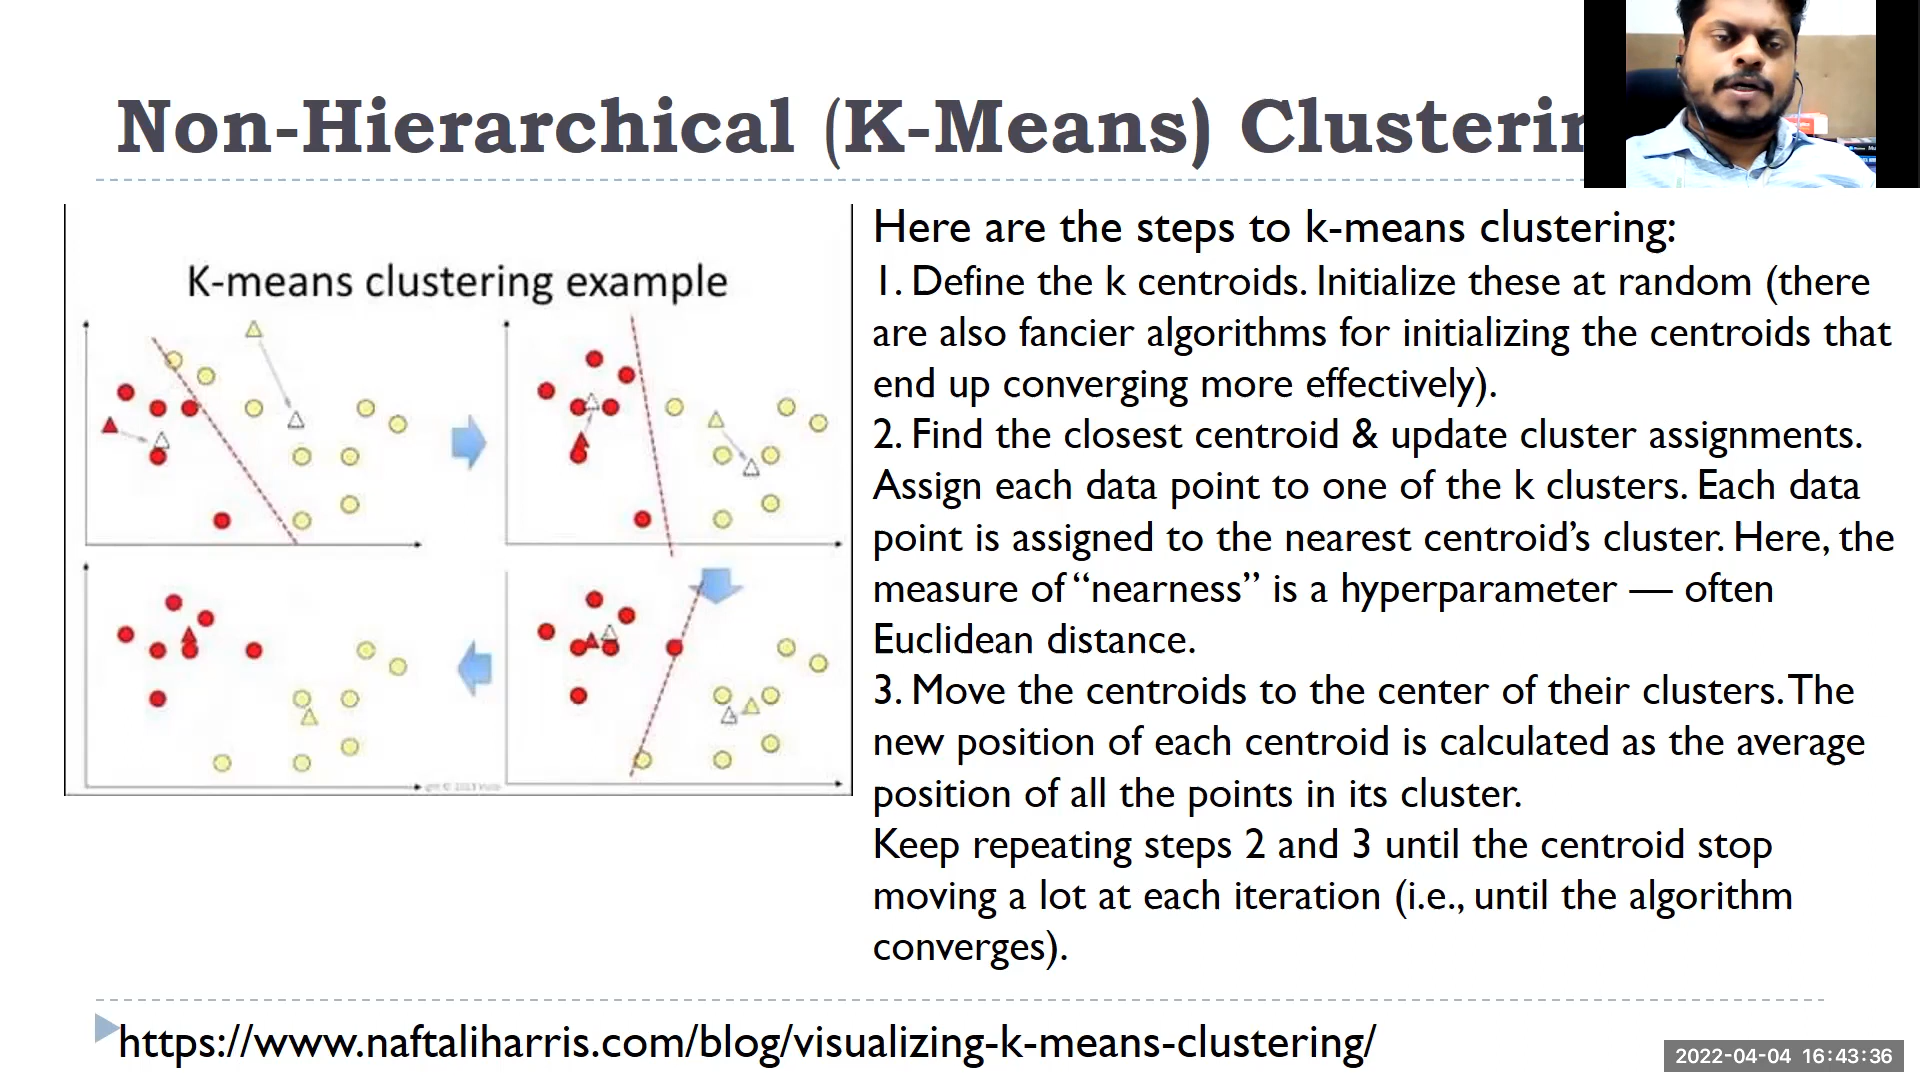 Non-Hierarchical (K-Means) Clusterin
K-means clustering example
Here are the steps to k-means clustering:
1. Define the k centroids. Initialize these at random (there
are also fancier algorithms for initializing the centroids that
end up converging more effectively).
2. Find the closest centroid & update cluster assignments.
Assign each data point to one of the k clusters. Each data
point is assigned to the nearest centroid’s cluster. Here, the
measure of “nearness” is a hyperparameter — often
Euclidean distance.
3. Move the centroids to the center of their clusters. The
new position of each centroid is calculated as the average
position of all the points in its cluster.
Keep repeating steps 2 and 3 until the centroid stop
moving a lot at each iteration (i.e., until the algorithm
converges).
https://www.naftaliharris.com/blog/visualizing-k-means-clustering/
2022-04-04 16:43:36